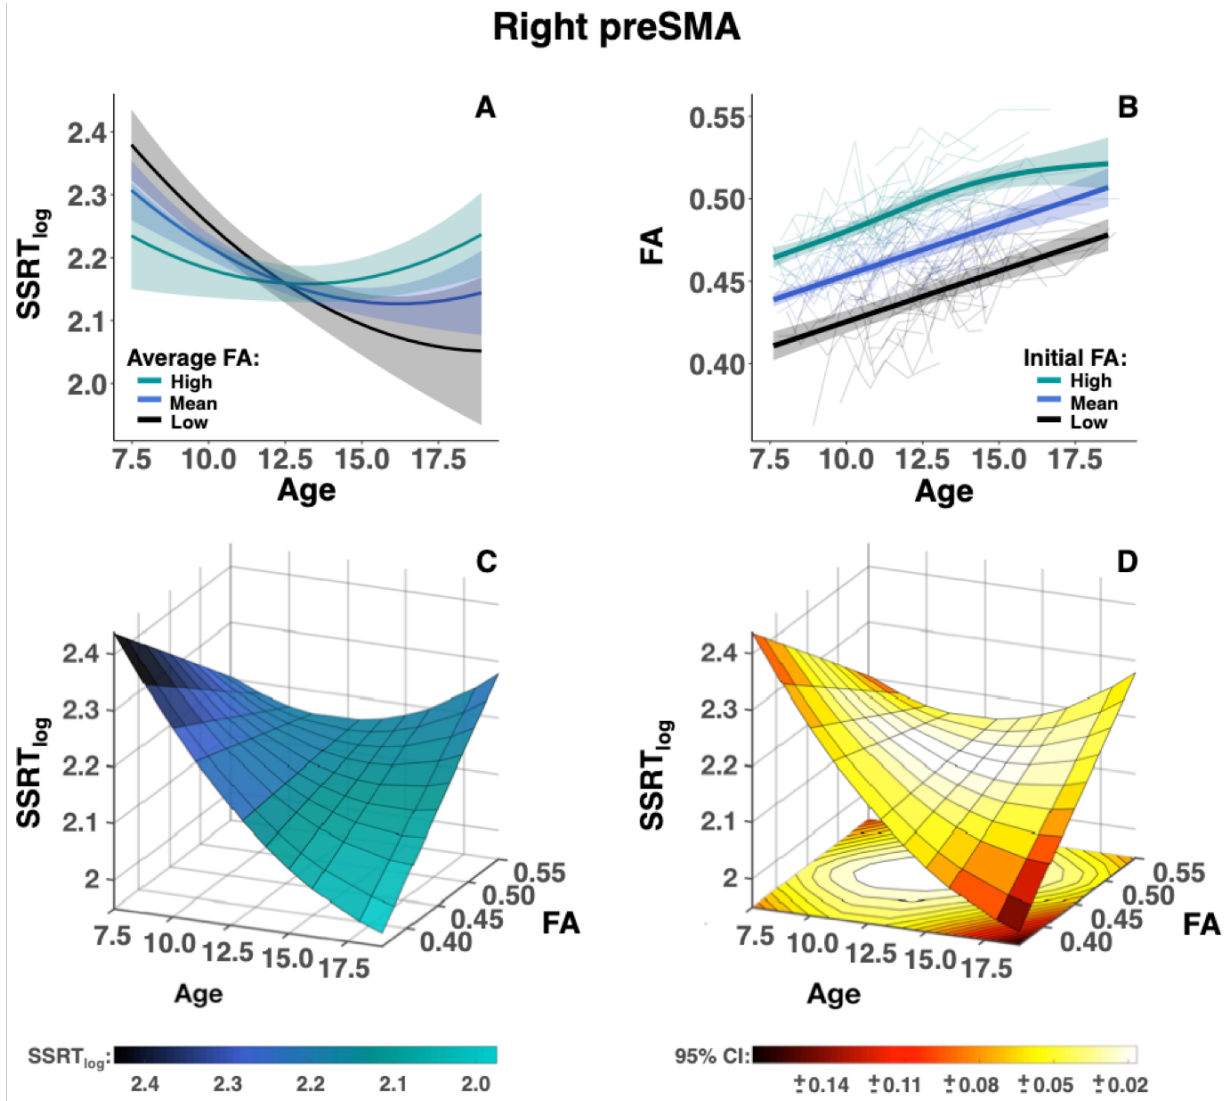 Right preSMA
A
2.4
2.3
2.2
2.1
2.0
SSRTlog
Average FA:
High
Mean
Low
7.5 10.0 12.5 15.0 17.5
Age
B
0.55
0.50
0.45
0.40
FA
Initial FA:
High
Mean
Low
7.5 10.0 12.5 15.0 17.5
Age
C
2.4
2.3
2.2
2.1
2
SSRTlog
7.5 10.0 12.5 15.0 17.5
Age
0.55
0.50
0.45
0.40
FA
SSRTlog:
2.4 2.3 2.2 2.1 2.0
D
2.4
2.3
2.2
2.1
2
SSRTlog
7.5 10.0 12.5 15.0 17.5
Age
0.55
0.50
0.45
0.40
FA
95% CI:
±0.14 ±0.11 ±0.08 ±0.05 ±0.02